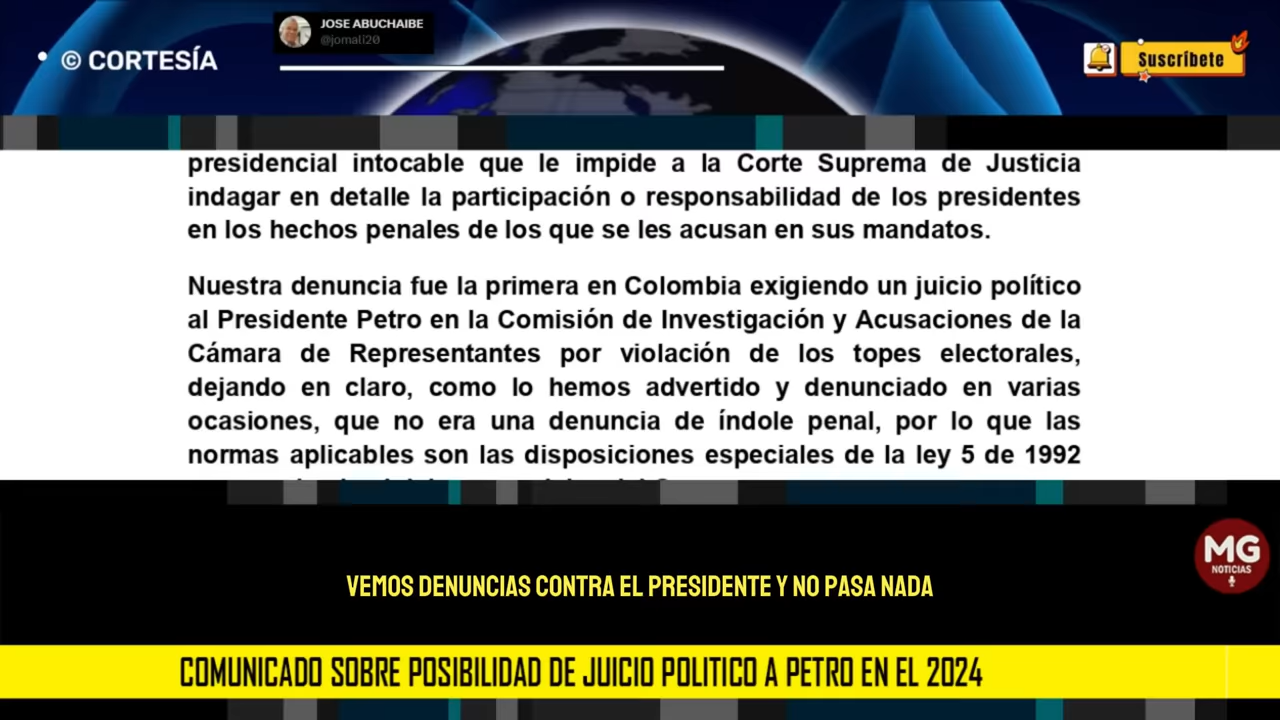 © CORTESÍA
JOSE ABUCHAIBE
@jomali20
Suscríbete
presidencial intocable que le impide a la Corte Suprema de Justicia
indagar en detalle la participación o responsabilidad de los presidentes
en los hechos penales de los que se les acusan en sus mandatos.
Nuestra denuncia fue la primera en Colombia exigiendo un juicio político
al Presidente Petro en la Comisión de Investigación y Acusaciones de la
Cámara de Representantes por violación de los topes electorales,
dejando en claro, como lo hemos advertido y denunciado en varias
ocasiones, que no era una denuncia de índole penal, por lo que las
normas aplicables son las disposiciones especiales de la ley 5 de 1992
MG
NOTICIAS
VEMOS DENUNCIAS CONTRA EL PRESIDENTE Y NO PASA NADA
COMUNICADO SOBRE POSIBILIDAD DE JUICIO POLITICO A PETRO EN EL 2024